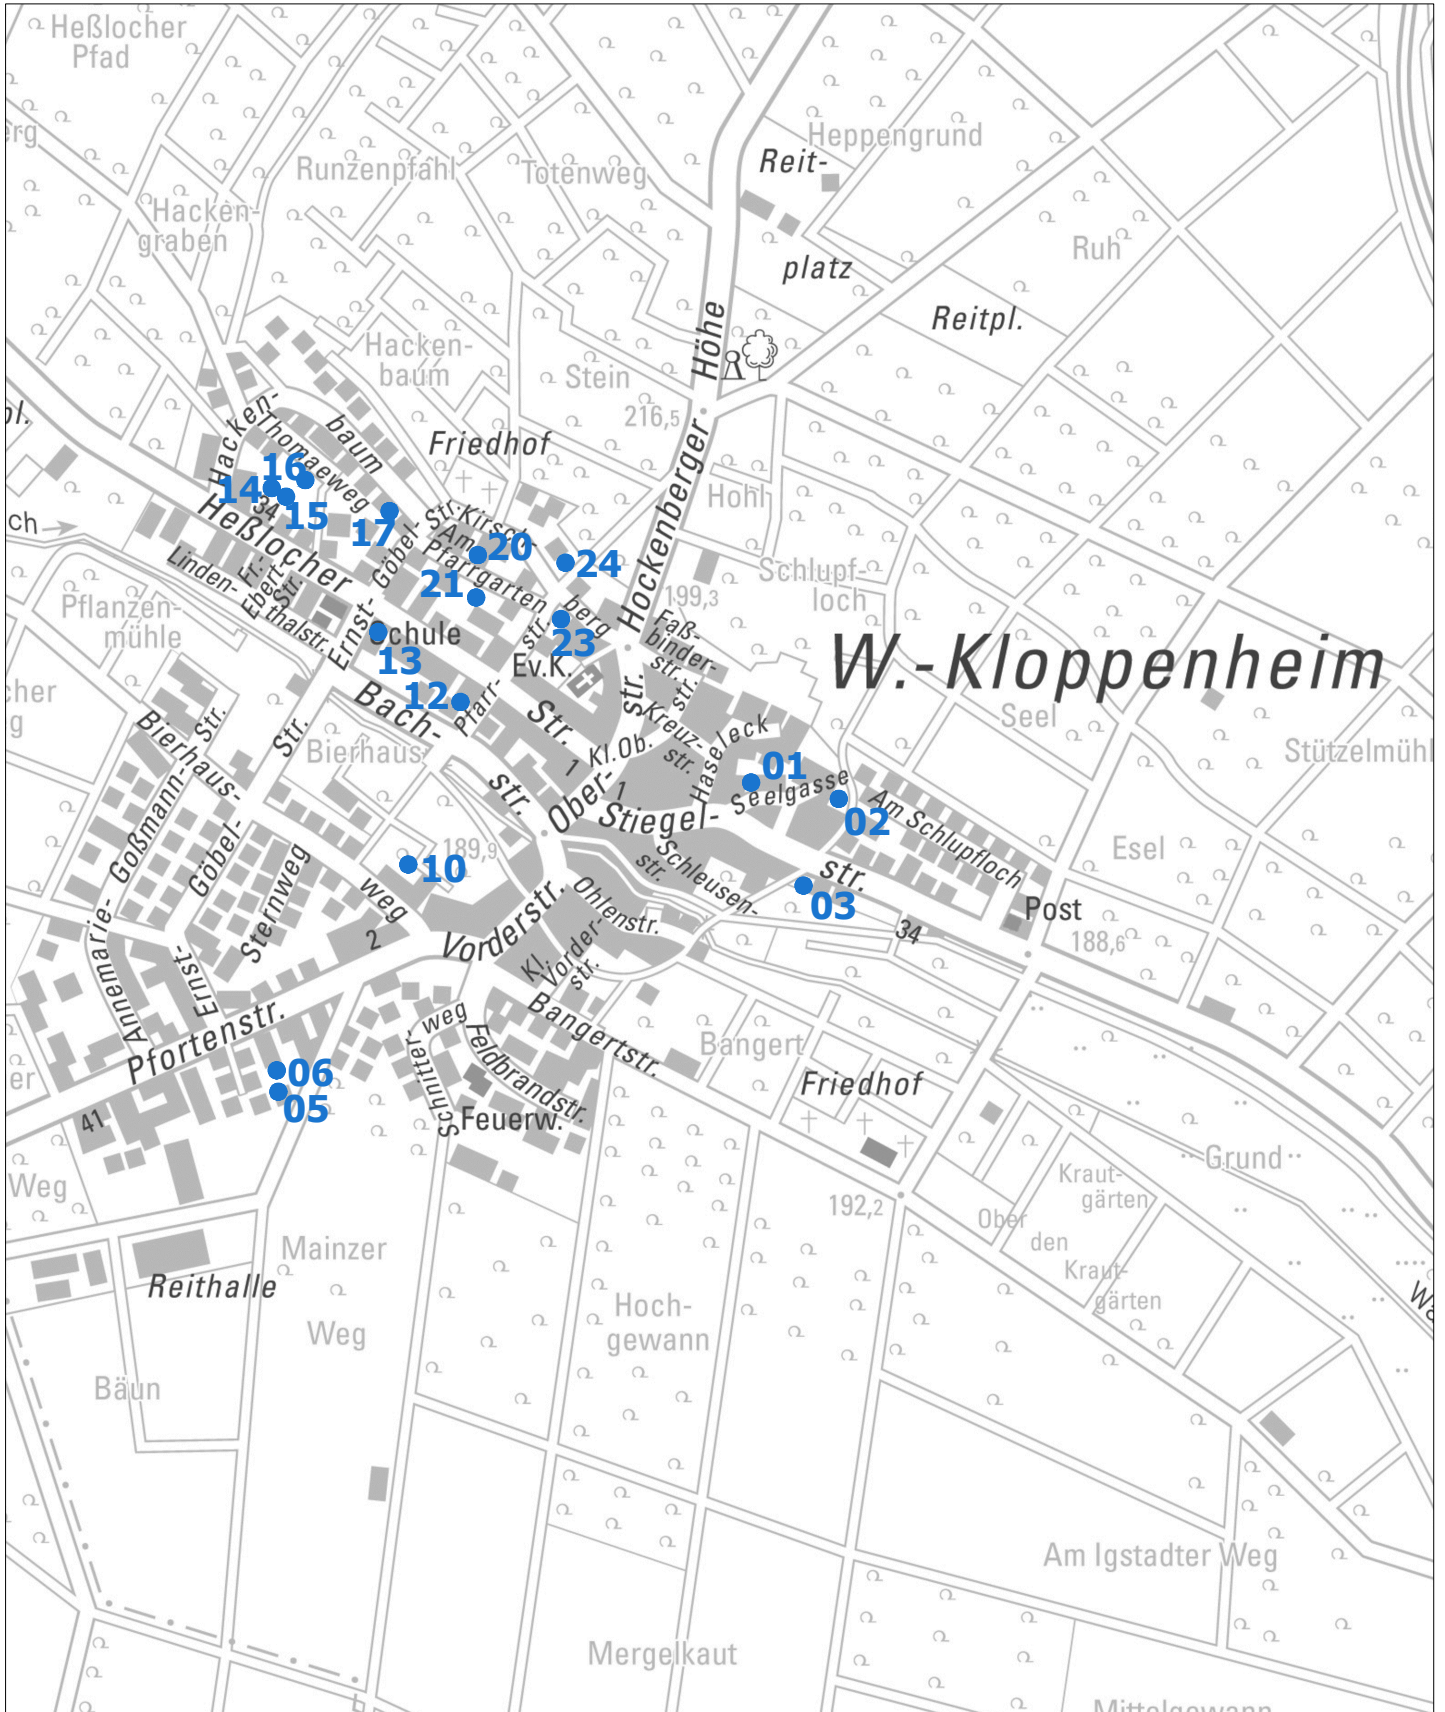 Heßlocher
Pfad
Runzenpfahl
Totenweg
Heppengrund
Reit-
platz
Hacken-
graben
Ruh
Reitpl.
Hacken-
baum
Stein
216,5
Hockenberger Höhe
Friedhof
Hohl
Hacken-
baum
Thomaeweg
16
14
15
34
17
ch
Heßlocher
Str.
Linden-
thalstr.
Fr.-
Ebert-
Str.
Ernst-
Göbel-
Str.
Kirsch-
berg
Am
Pfarrgarten
20
21
24
23
Schlupf-
loch
199,3
Pflanzen-
mühle
Schule
13
12
Ev.K.
Pfarr-
str.
Faß-
binder-
str.
W.-Kloppenheim
Seel
Stützelmühl
Bach-
str.
Bierhaus
Bierhaus-
weg
Str.
Str.
1
Kl.Ob.
str.
Kreuz-
str.
str.
Haseleck
01
Seelgasse
02
Am Schlupfloch
Ober-
1
Stiegel-
str.
Schleusen-
str.
03
Esel
Post
188,6
34
Goßmann-
Göbel-
Sternweg
10
189,9
2
Vorderstr.
Ohlenstr.
Kl.
Vorder-
str.
Annemarie-
Ernst-
Pfortenstr.
Bangertstr.
Bangert
Friedhof
Schnitter-
weg
Feldbrandstr.
Feuerw.
06
05
41
Grund
Weg
192,2
Kraut-
gärten
Ober
den
Kraut-
gärten
Mainzer
Weg
Reithalle
Hoch-
gewann
Bäun
Am Igstadter Weg
Mergelkaut
Mittelgewann